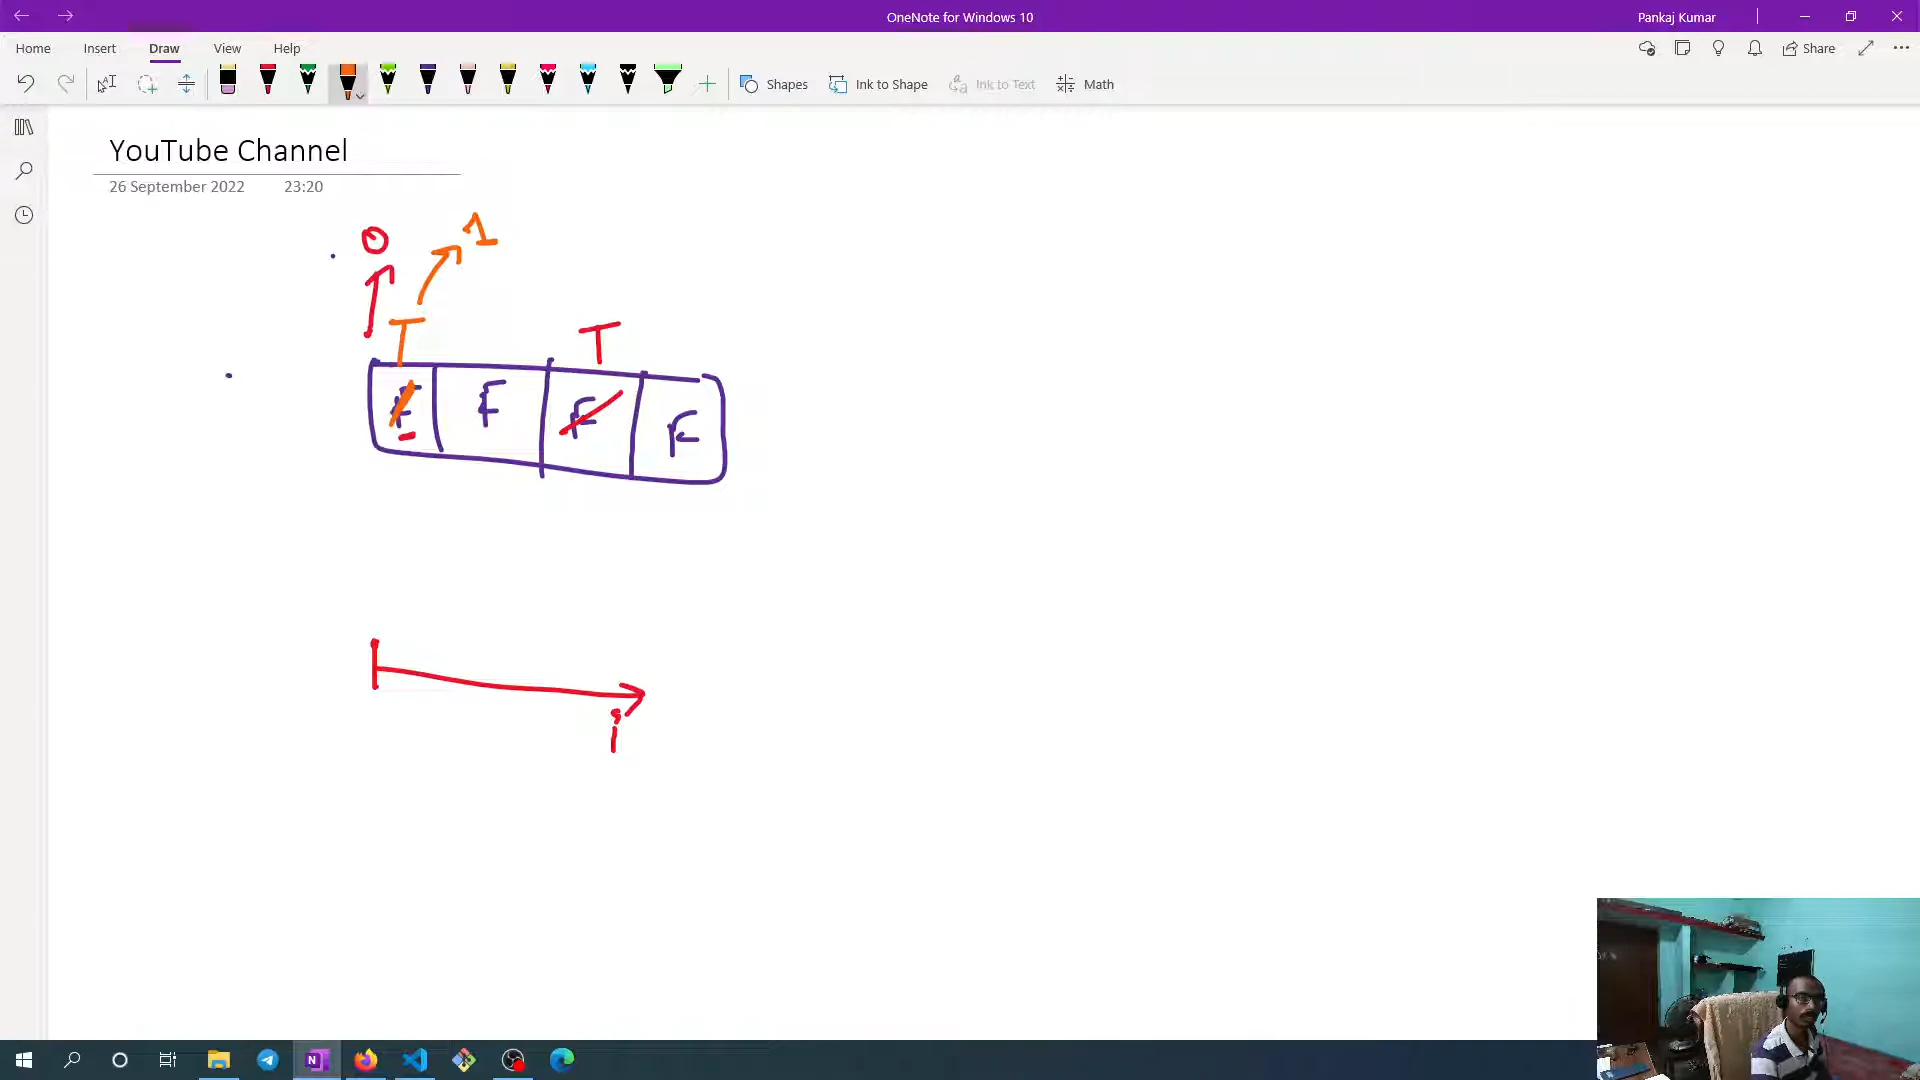 OneNote for Windows 10
Pankaj Kumar
Home Insert Draw View Help
Share
Shapes Ink to Shape Ink to Text Math
YouTube Channel
26 September 2022 23:20
0 1
T T
F F F F
i